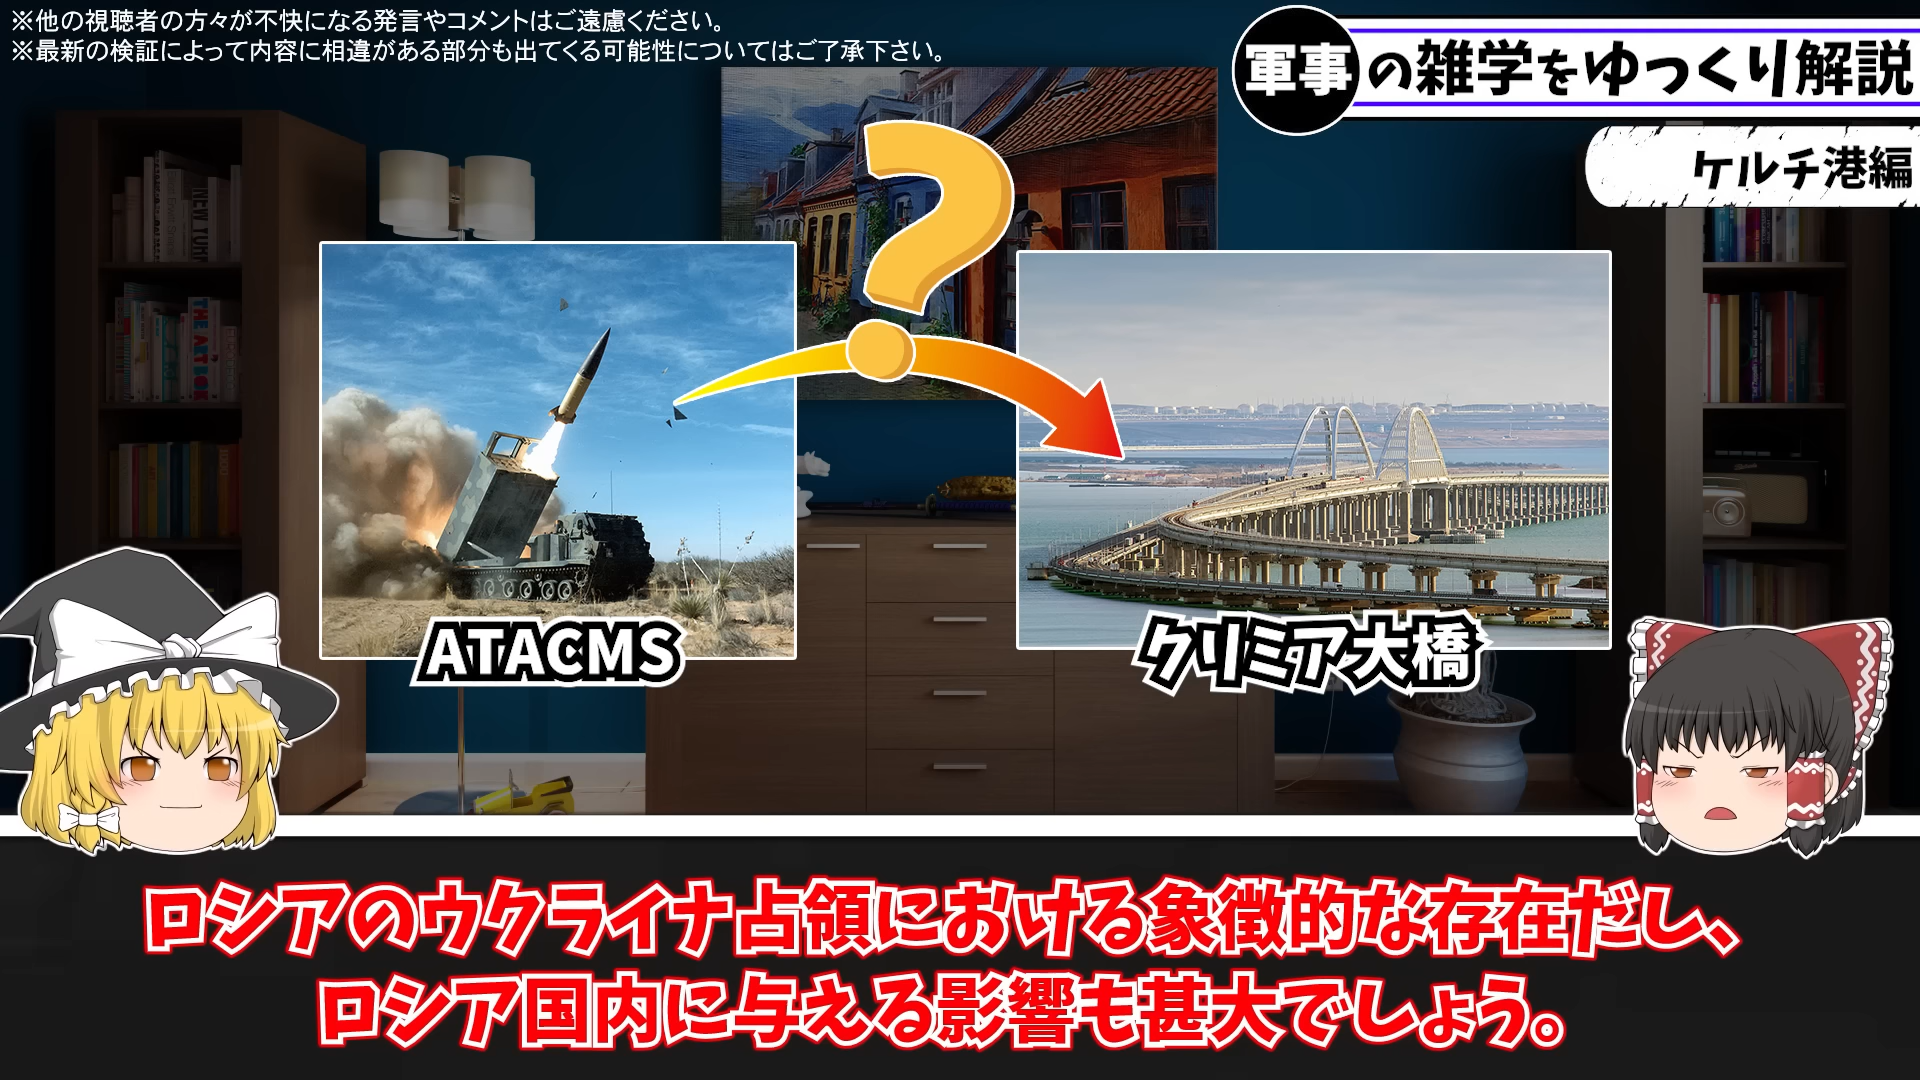 ※他の視聴者の方々が不快になる発言やコメントはご遠慮ください。
※最新の検証によって内容に相違がある部分も出てくる可能性についてはご了承下さい。
軍事の雑学をゆっくり解説
ケルチ港編
ATACMS
クリミア大橋
ロシアのウクライナ占領における象徴的な存在だし、
ロシア国内に与える影響も甚大でしょう。